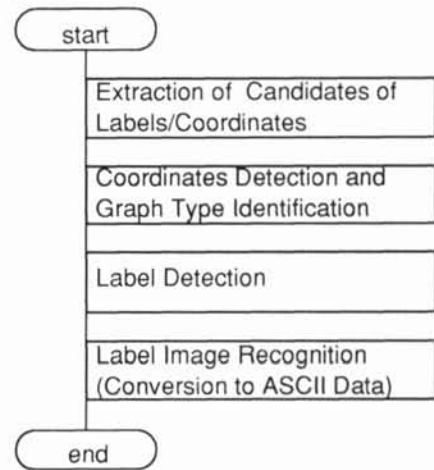 start
Extraction of Candidates of
Labels/Coordinates
Coordinates Detection and
Graph Type Identification
Label Detection
Label Image Recognition
(Conversion to ASCII Data)
end